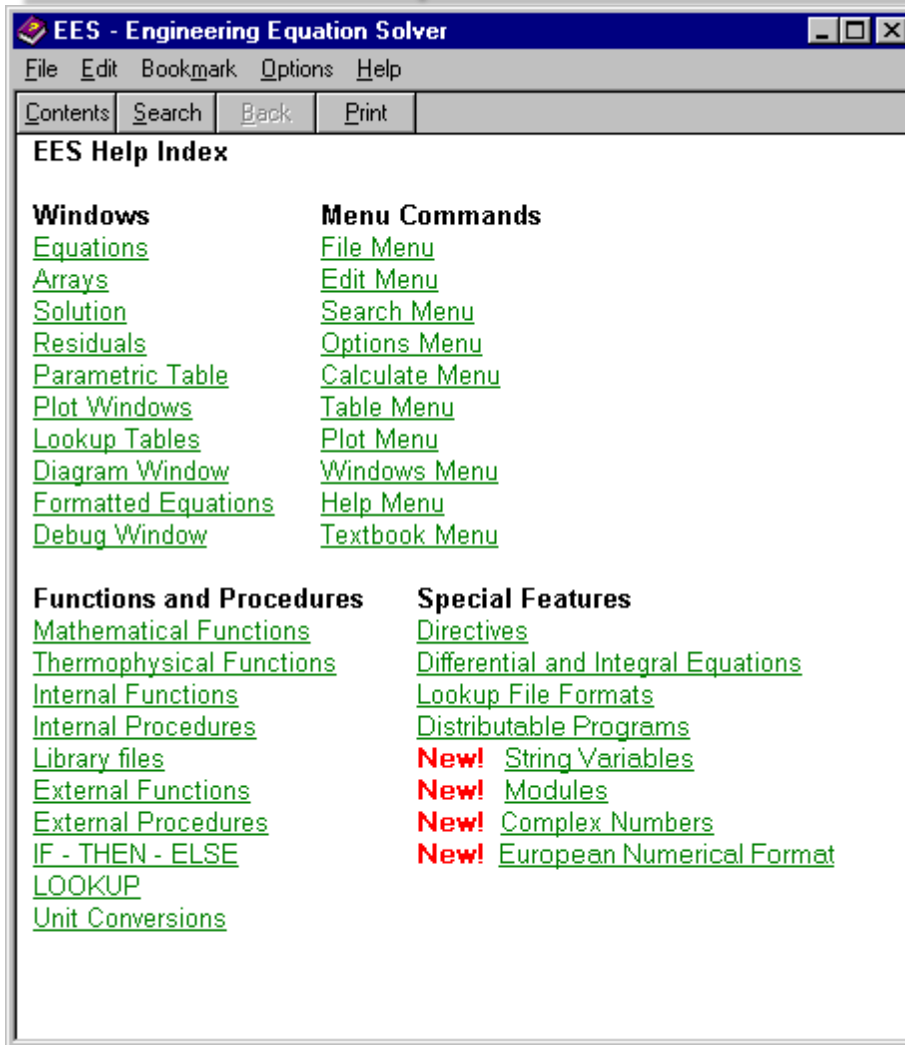 EES - Engineering Equation Solver
File Edit Bookmark Options Help
Contents Search Back Print
EES Help Index
Windows
Equations
Arrays
Solution
Residuals
Parametric Table
Plot Windows
Lookup Tables
Diagram Window
Formatted Equations
Debug Window
Menu Commands
File Menu
Edit Menu
Search Menu
Options Menu
Calculate Menu
Table Menu
Plot Menu
Windows Menu
Help Menu
Textbook Menu
Functions and Procedures
Mathematical Functions
Thermophysical Functions
Internal Functions
Internal Procedures
Library files
External Functions
External Procedures
IF - THEN - ELSE
LOOKUP
Unit Conversions
Special Features
Directives
Differential and Integral Equations
Lookup File Formats
Distributable Programs
New! String Variables
New! Modules
New! Complex Numbers
New! European Numerical Format